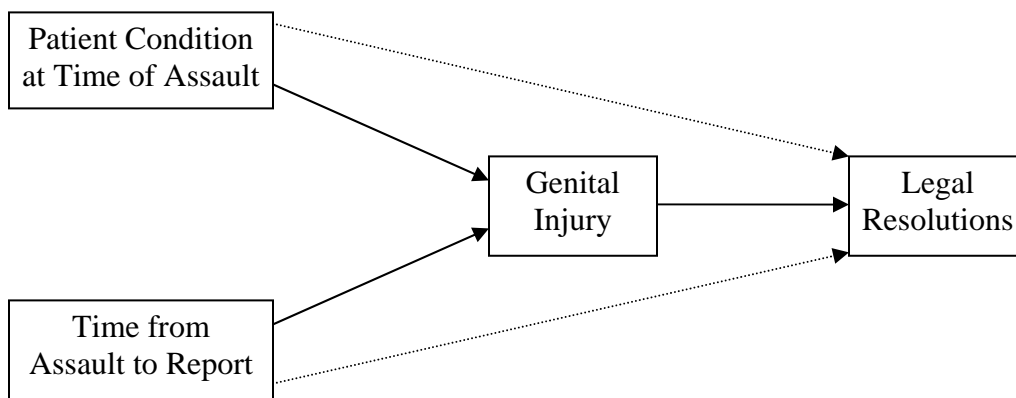 Patient Condition
at Time of Assault
Genital
Injury
Legal
Resolutions
Time from
Assault to Report